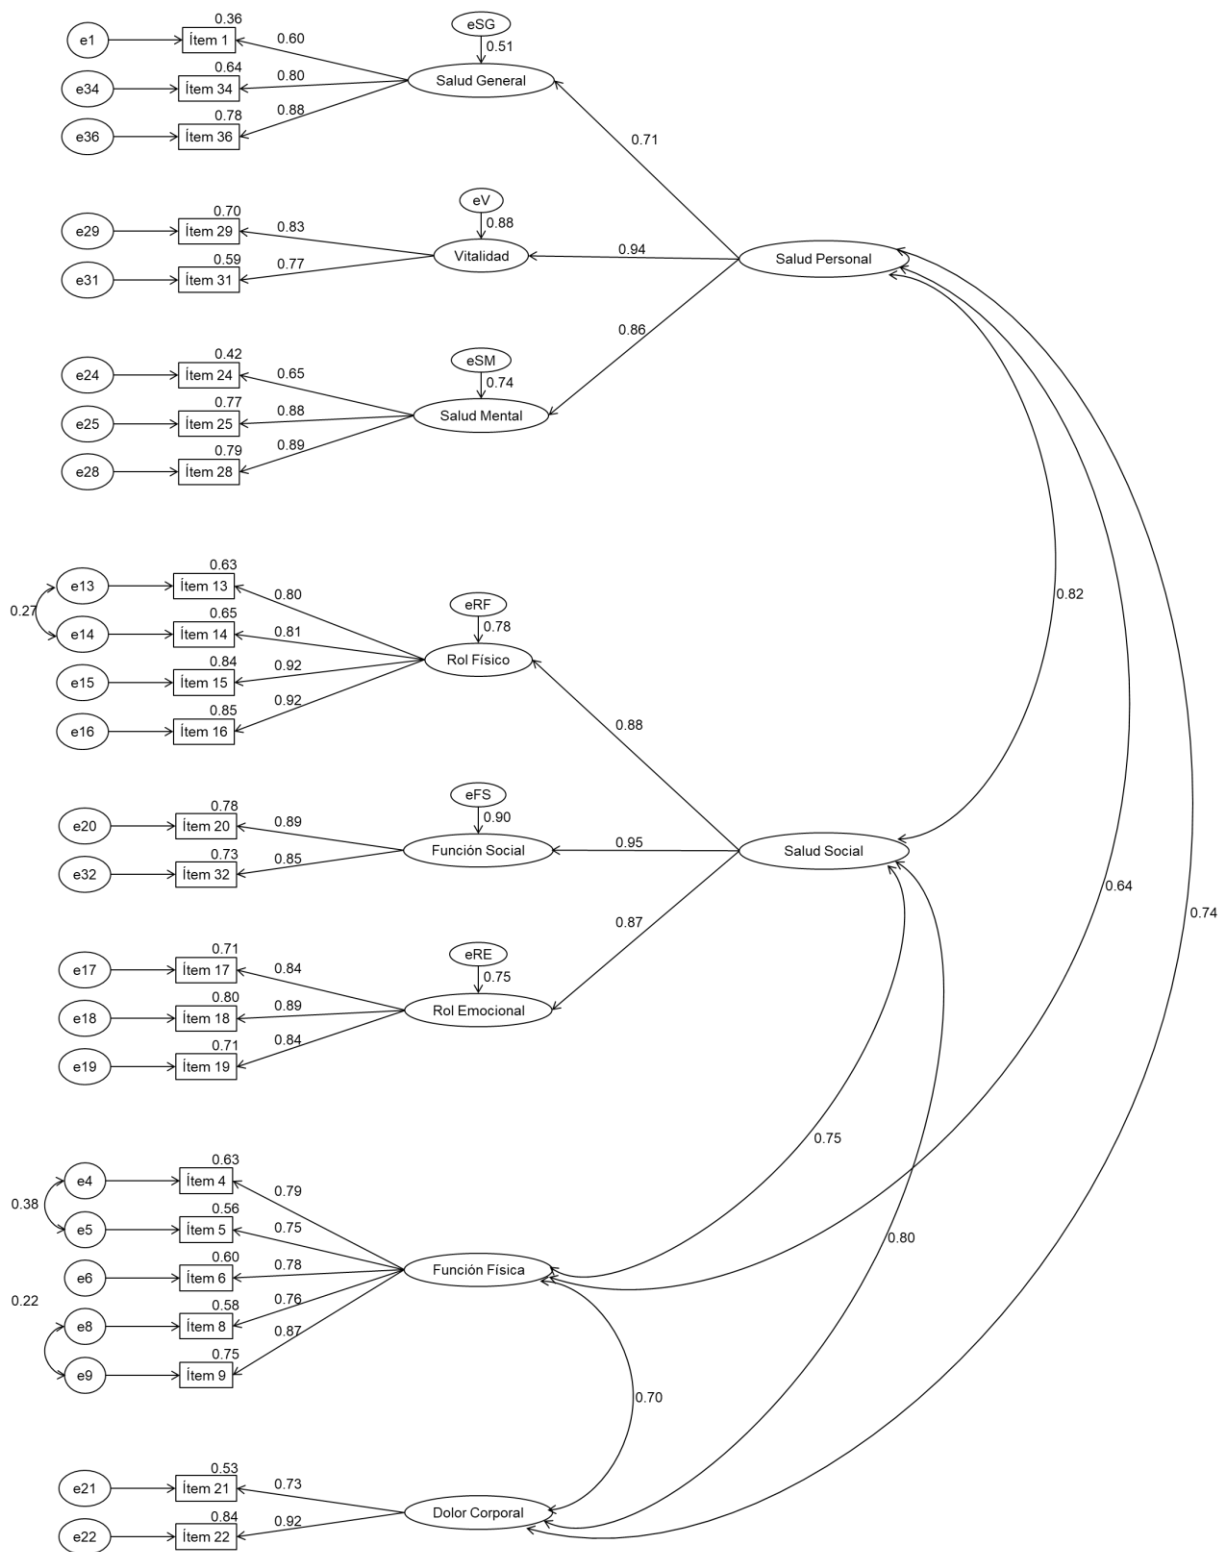 0.36
eSG
e1
Ítem 1
0.60
0.51
0.64
e34
Ítem 34
0.80
Salud General
0.78
e36
Ítem 36
0.88
0.71
0.70
eV
e29
Ítem 29
0.83
0.88
0.59
e31
Ítem 31
0.77
Vitalidad
0.94
Salud Personal
0.86
0.42
eSM
e24
Ítem 24
0.65
0.74
0.77
e25
Ítem 25
0.88
Salud Mental
0.79
e28
Ítem 28
0.89
0.82
0.63
e13
Ítem 13
0.80
eRF
0.27
0.65
e14
Ítem 14
0.81
0.78
0.84
e15
Ítem 15
0.92
Rol Físico
0.85
e16
Ítem 16
0.92
0.88
0.78
eFS
e20
Ítem 20
0.89
0.90
0.73
e32
Ítem 32
0.85
Función Social
0.95
Salud Social
0.64
0.74
0.87
0.71
eRE
e17
Ítem 17
0.84
0.75
0.80
e18
Ítem 18
0.89
Rol Emocional
0.71
e19
Ítem 19
0.84
0.75
0.63
e4
Ítem 4
0.79
0.38
0.56
e5
Ítem 5
0.75
0.80
0.60
e6
Ítem 6
0.78
Función Física
0.22
0.58
e8
Ítem 8
0.76
0.75
e9
Ítem 9
0.87
0.70
0.53
e21
Ítem 21
0.73
0.84
e22
Ítem 22
0.92
Dolor Corporal